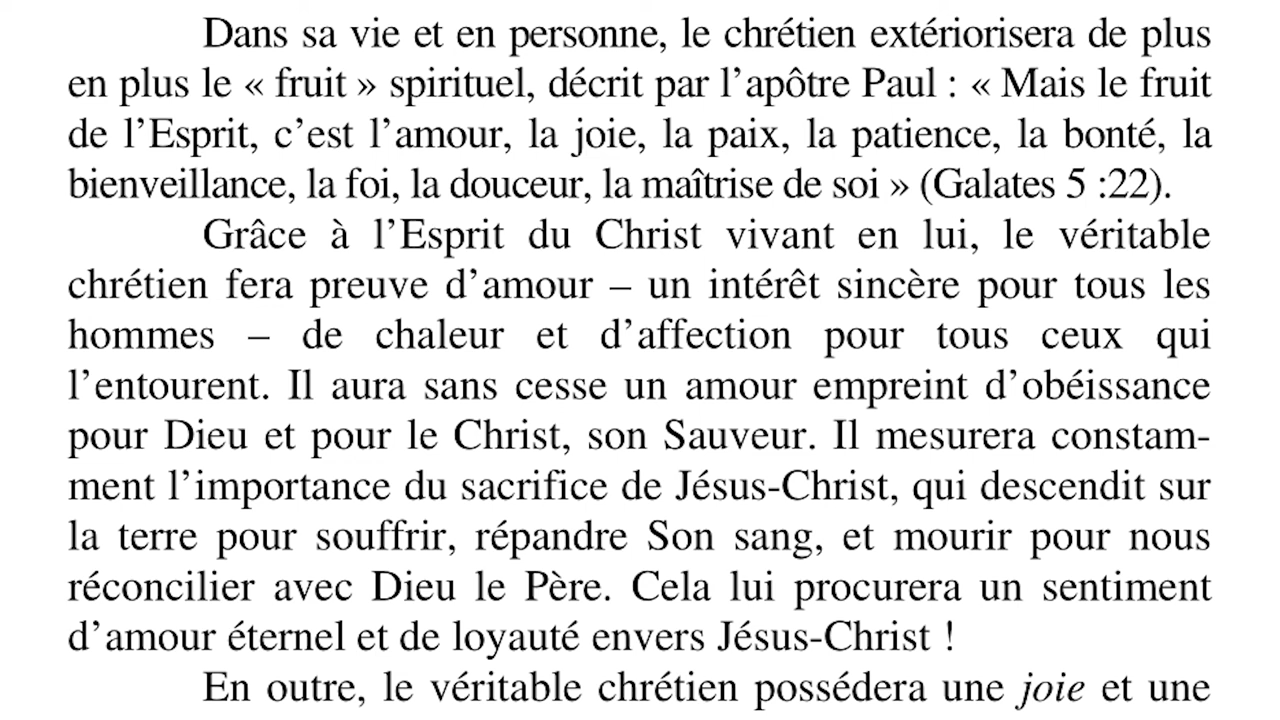 Dans sa vie et en personne, le chrétien extériorisera de plus
en plus le « fruit » spirituel, décrit par l’apôtre Paul : « Mais le fruit
de l’Esprit, c’est l’amour, la joie, la paix, la patience, la bonté, la
bienveillance, la foi, la douceur, la maîtrise de soi » (Galates 5 :22).
Grâce à l’Esprit du Christ vivant en lui, le véritable
chrétien fera preuve d’amour – un intérêt sincère pour tous les
hommes – de chaleur et d’affection pour tous ceux qui
l’entourent. Il aura sans cesse un amour empreint d’obéissance
pour Dieu et pour le Christ, son Sauveur. Il mesurera constam-
ment l’importance du sacrifice de Jésus-Christ, qui descendit sur
la terre pour souffrir, répandre Son sang, et mourir pour nous
réconcilier avec Dieu le Père. Cela lui procurera un sentiment
d’amour éternel et de loyauté envers Jésus-Christ !
En outre, le véritable chrétien possédera une joie et une